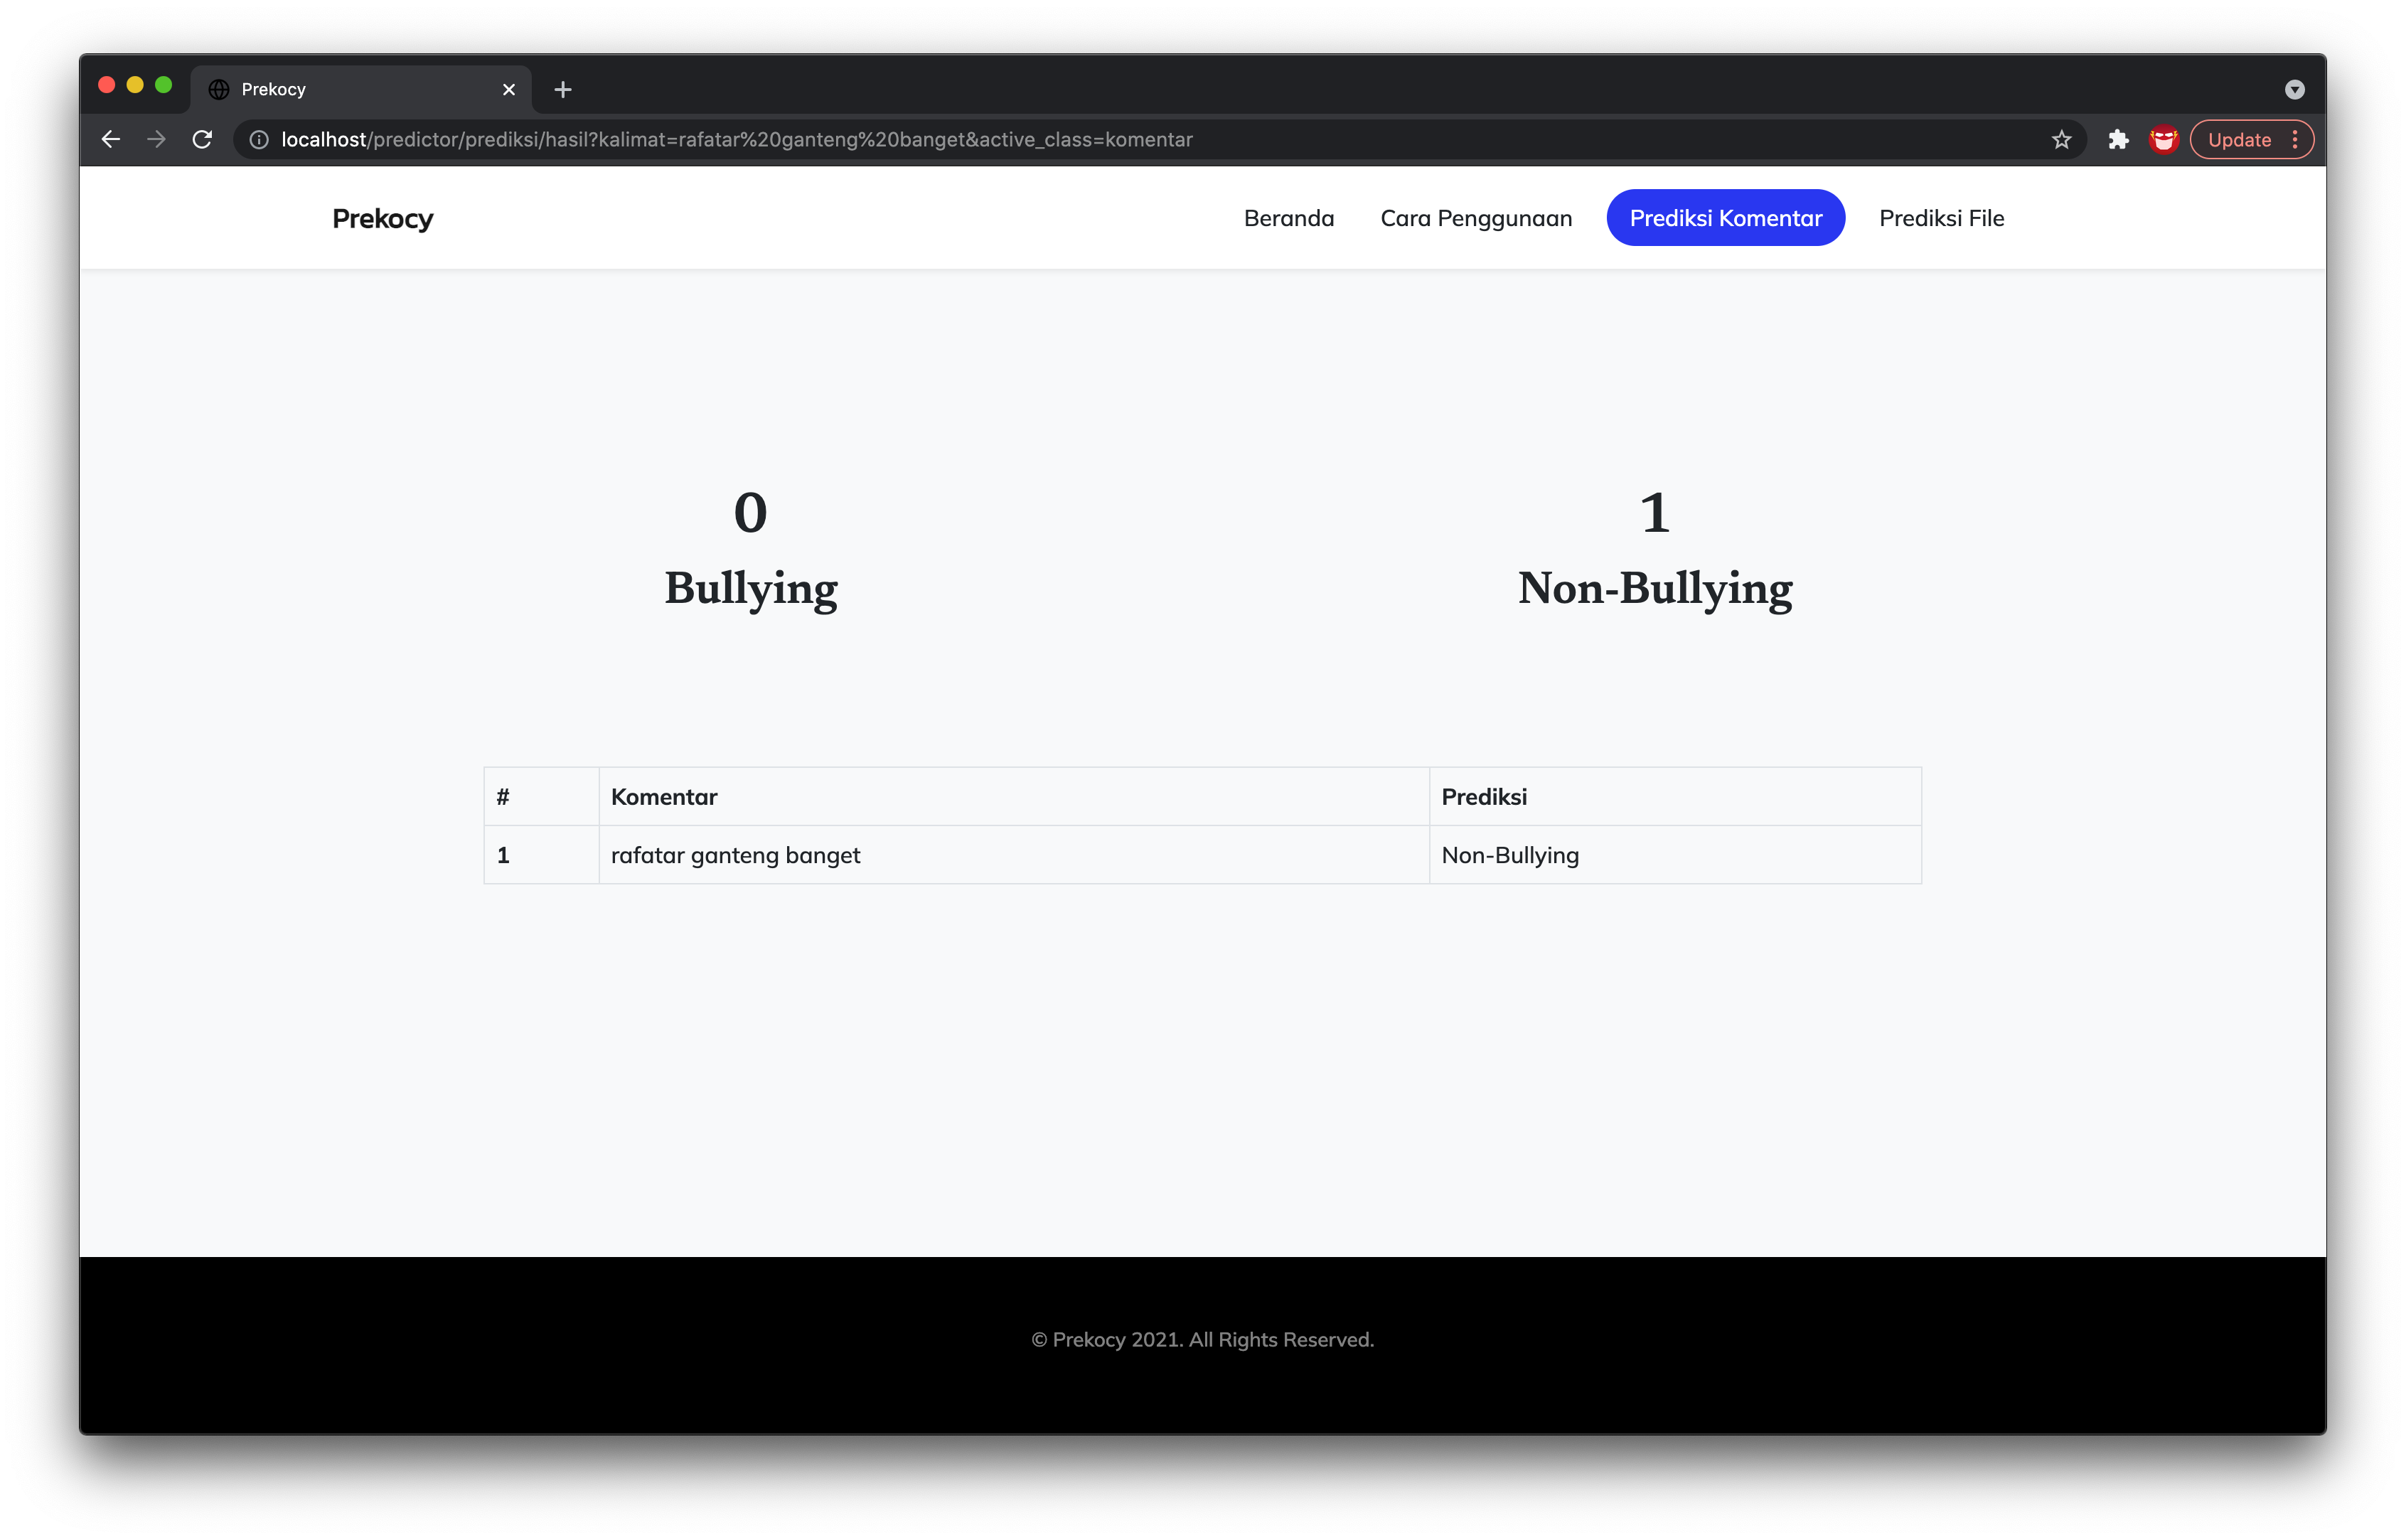 Prekocy
localhost/predictor/prediksi/hasil?kalimat=rafatar%20ganteng%20banget&active_class=komentar
Update
Prekocy
Beranda
Cara Penggunaan
Prediksi Komentar
Prediksi File
0
Bullying
1
Non-Bullying
# Komentar Prediksi
1 rafatar ganteng banget Non-Bullying
© Prekocy 2021. All Rights Reserved.